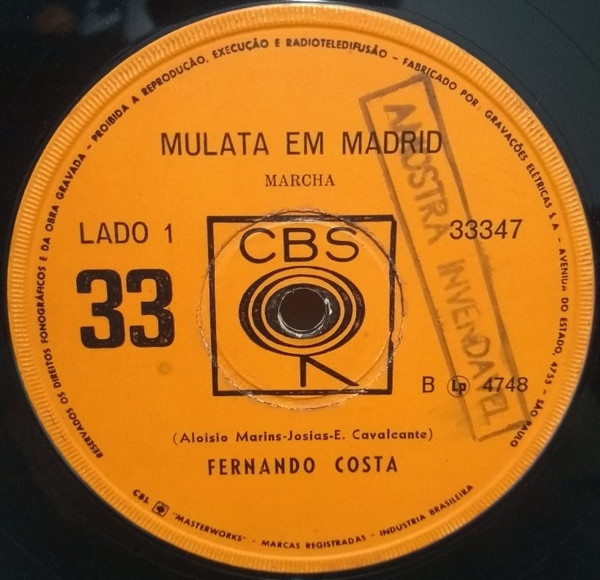 RESERVADOS OS DIREITOS FONOGRÁFICOS E DA OBRA GRAVADA - PROIBIDA A REPRODUCÃO, EXECUÇÃO E RADIOTELEDIFUSÃO - FABRICADO POR: GRAVAÇÕES ELÉTRICAS S.A - AVENIDA DO ESTADO, 4755 - SÃO PAULO
MULATA EM MADRID
MARCHA
AMOSTRA INVENDAVEL
LADO 1
33347
CBS
33
B Lp 4748
(Aloisio Marins-Josias-E. Cavalcante)
FERNANDO COSTA
CBS "MASTERWORKS" - MARCAS REGISTRADAS - INDUSTRIA BRASILEIRA